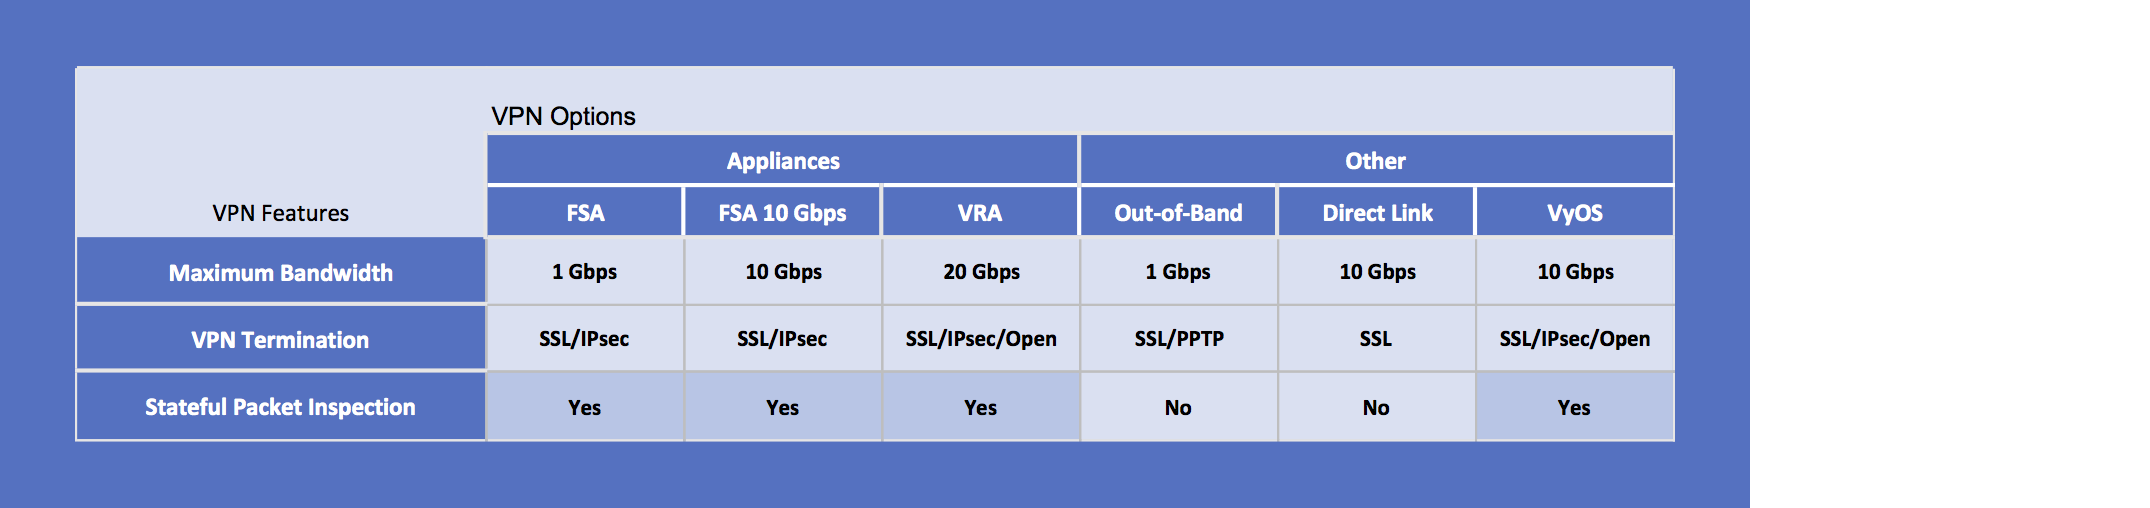 VPN Options
Appliances Other
VPN Features FSA FSA 10 Gbps VRA Out-of-Band Direct Link VyOS
Maximum Bandwidth 1 Gbps 10 Gbps 20 Gbps 1 Gbps 10 Gbps 10 Gbps
VPN Termination SSL/IPsec SSL/IPsec SSL/IPsec/Open SSL/PPTP SSL SSL/IPsec/Open
Stateful Packet Inspection Yes Yes Yes No No Yes